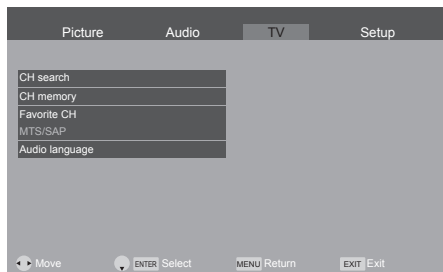 Picture Audio TV Setup
CH search
CH memory
Favorite CH
MTS/SAP
Audio language
Move ENTER Select MENU Return EXIT Exit